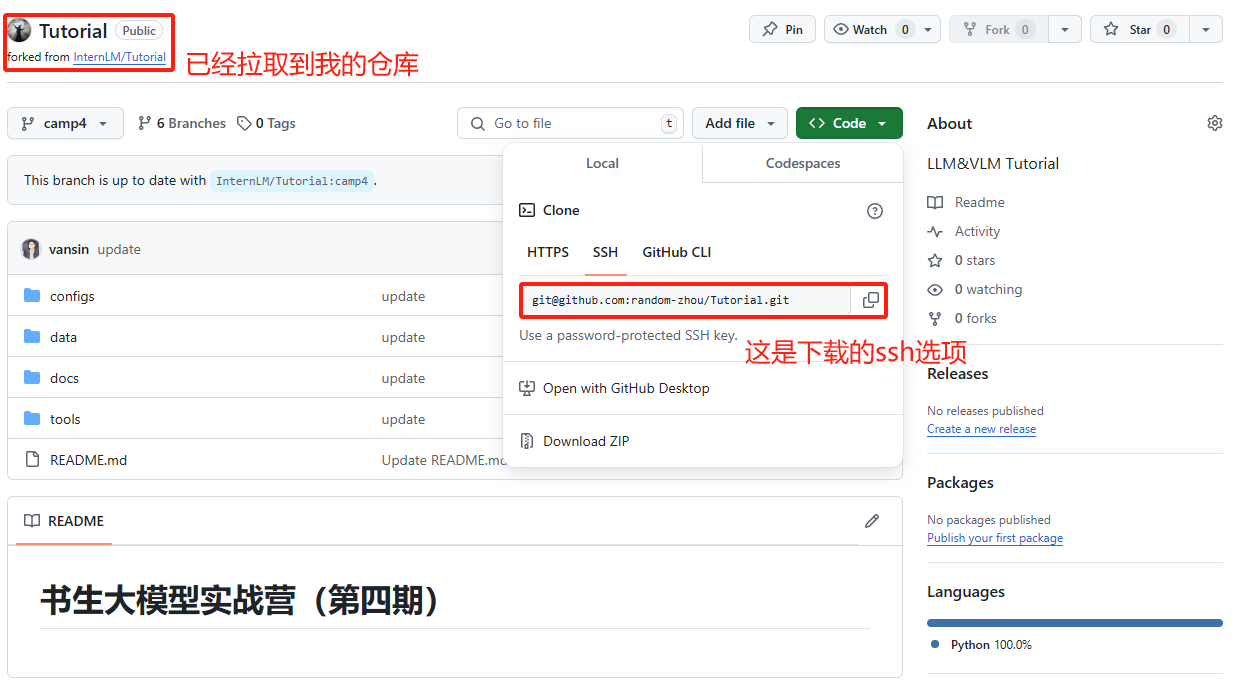 Tutorial Public
forked from InternLM/Tutorial
已经拉取到我的仓库
Pin
Watch 0
Fork 0
Star 0
camp4
6 Branches
0 Tags
Go to file t
Add file
Code
This branch is up to date with InternLM/Tutorial:camp4 .
vansin update
configs update
data update
docs update
tools update
README.md Update README.md
Local
Codespaces
Clone
HTTPS SSH GitHub CLI
git@github.com:random-zhou/Tutorial.git
Use a password-protected SSH key.
这是下载的ssh选项
Open with GitHub Desktop
Download ZIP
README
书生大模型实战营（第四期）
About
LLM&VLM Tutorial
Readme
Activity
0 stars
0 watching
0 forks
Releases
No releases published
Create a new release
Packages
No packages published
Publish your first package
Languages
Python 100.0%